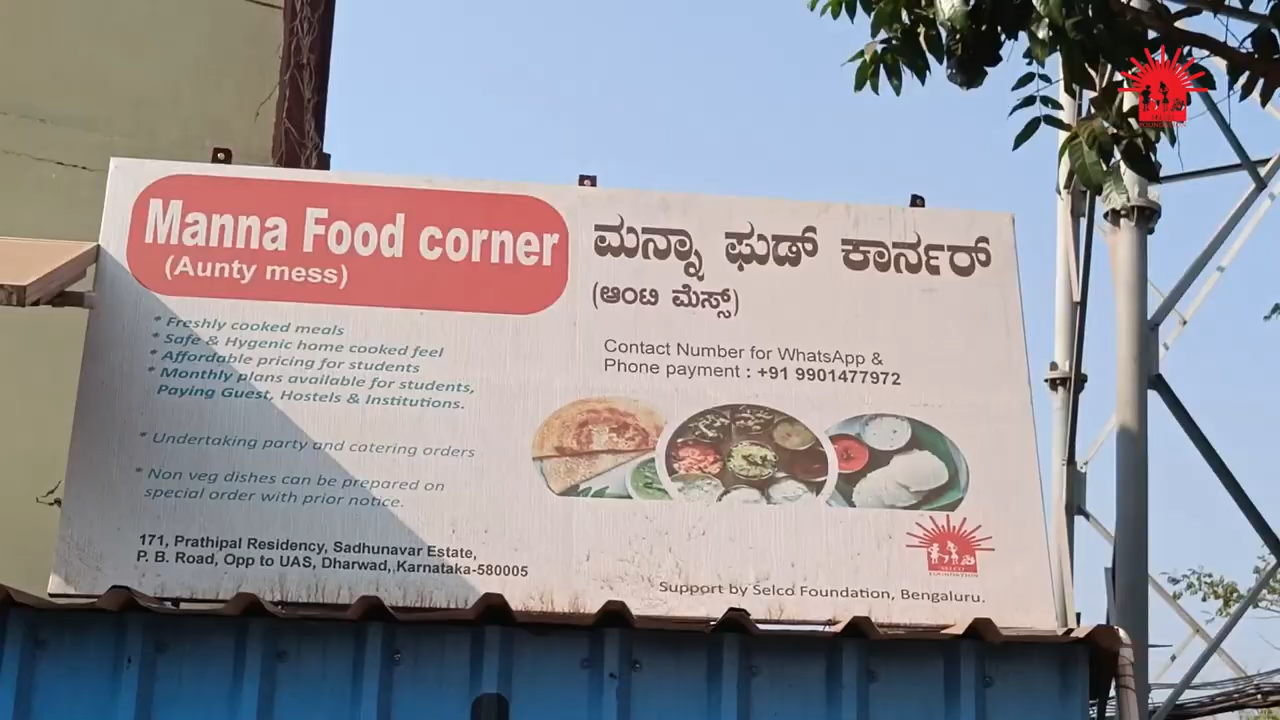 Manna Food corner
(Aunty mess)
ಮನ್ನಾ ಫುಡ್ ಕಾರ್ನರ್
(ಆಂಟಿ ಮೆಸ್ಸ್)
* Freshly cooked meals
* Safe & Hygenic home cooked feel
* Affordable pricing for students
* Monthly plans available for students,
Paying Guest, Hostels & Institutions.
* Undertaking party and catering orders
* Non veg dishes can be prepared on
special order with prior notice.
Contact Number for WhatsApp &
Phone payment : +91 9901477972
171, Prathipal Residency, Sadhunavar Estate,
P. B. Road, Opp to UAS, Dharwad, Karnataka-580005
SELCO
FOUNDATION
Support by Selco Foundation, Bengaluru.